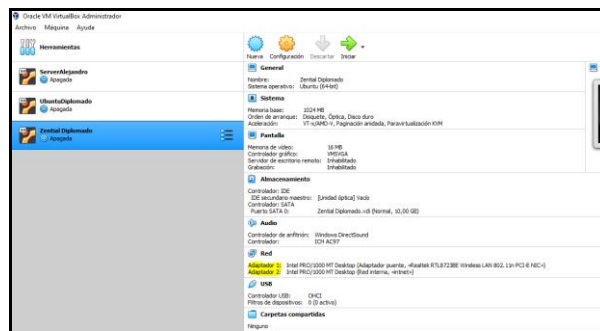 Oracle VM VirtualBox Administrador
Archivo Máquina Ayuda
Herramientas
ServerAlejandro
Apagada
UbuntuDiplomado
Apagada
Zential Diplomado
Apagada
Nueva Configuración Descartar Iniciar
General
Nombre: Zential Diplomado
Sistema operativo: Ubuntu (64-bit)
Sistema
Memoria base: 1024 MB
Orden de arranque: Disquete, Óptica, Disco duro
Aceleración: VT-x/AMD-V, Paginación anidada, Paravirtualización KVM
Pantalla
Memoria de vídeo: 16 MB
Controlador gráfico: VMSVGA
Servidor de escritorio remoto: Inhabilitado
Grabación: Inhabilitado
Almacenamiento
Controlador: IDE
IDE secundario maestro: [Unidad óptica] Vacío
Controlador: SATA
Puerto SATA 0: Zential Diplomado.vdi (Normal, 10,00 GB)
Audio
Controlador de anfitrión: Windows DirectSound
Controlador: ICH AC97
Red
Adaptador 1: Intel PRO/1000 MT Desktop (Adaptador puente, «Realtek RTL8723BE Wireless LAN 802.11n PCI-E NIC»)
Adaptador 2: Intel PRO/1000 MT Desktop (Red interna, «intnet»)
USB
Controlador USB: OHCI
Filtros de dispositivos: 0 (0 activo)
Carpetas compartidas
Ninguno